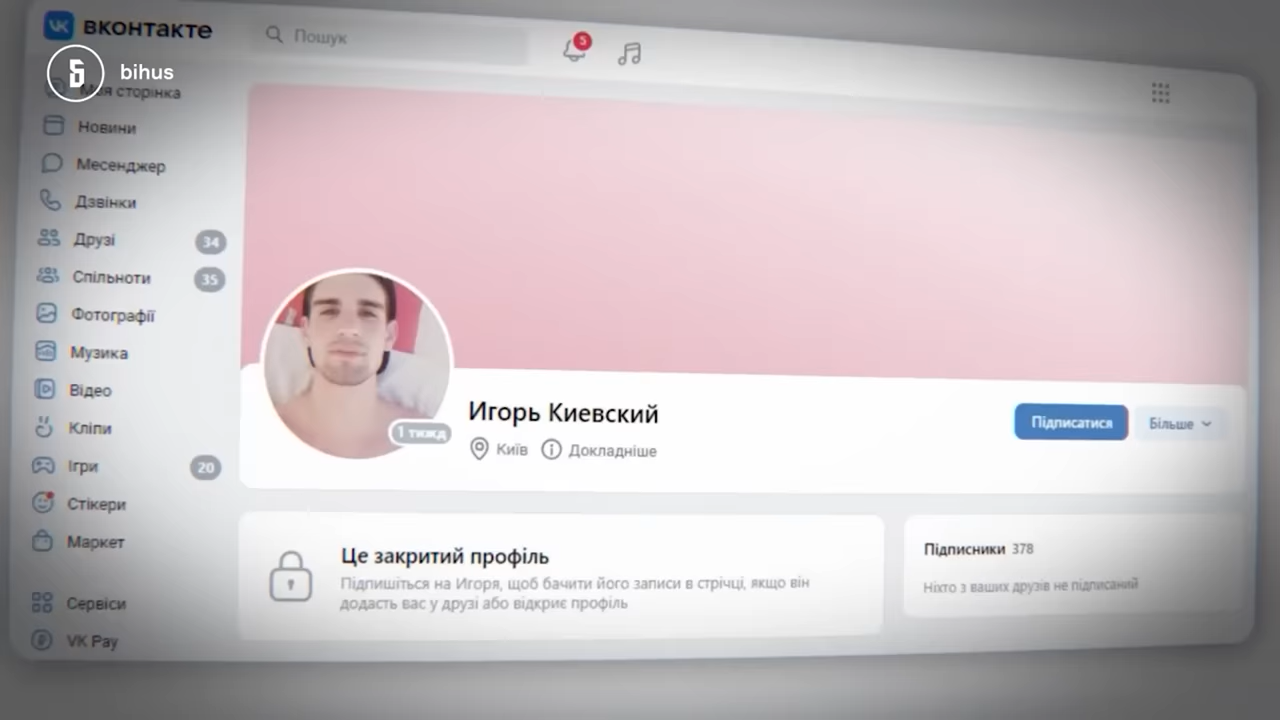 вконтакте
Пошук
5
bihus
Моя сторінка
Новини
Месенджер
Дзвінки
Друзі 34
Спільноти 35
Фотографії
Музика
Відео
Кліпи
Ігри 20
Стікери
Маркет
Сервіси
VK Pay
1 тижд
Игорь Киевский
Київ
Докладніше
Підписатися
Більше
Це закритий профіль
Підпишіться на Игоря, щоб бачити його записи в стрічці, якщо він
додасть вас у друзі або відкриє профіль
Підписники 378
Ніхто з ваших друзів не підписаний